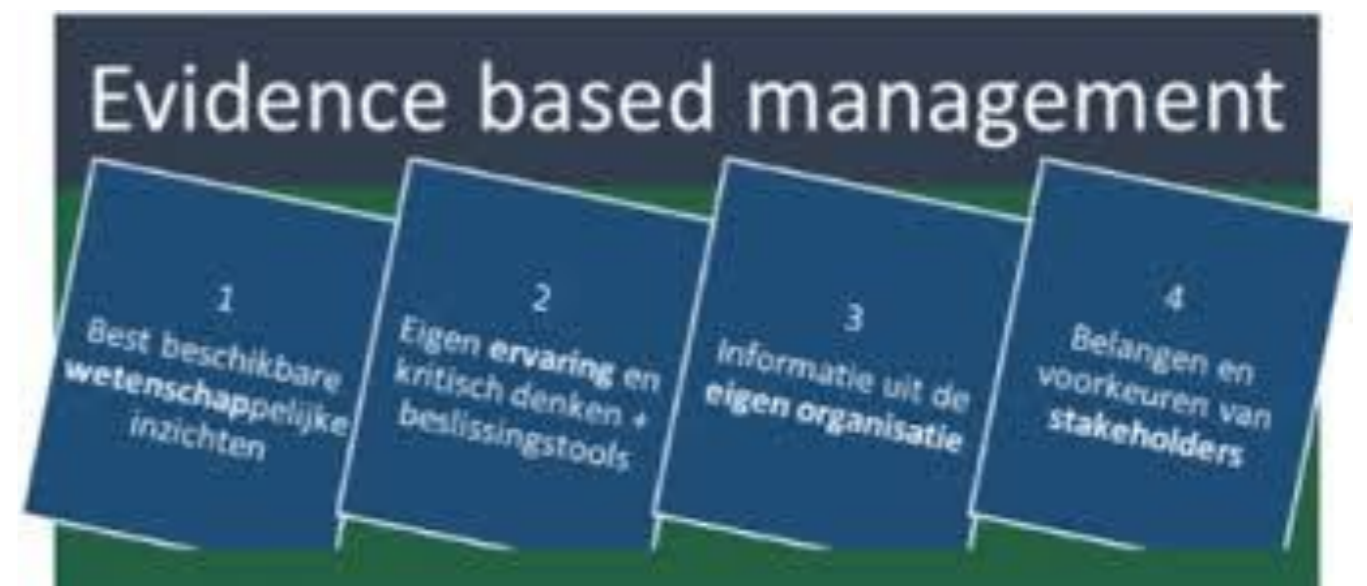 Evidence based management
1
Best beschikbare
wetenschappelijke
inzichten
2
Eigen ervaring en
kritisch denken +
beslissingstools
3
Informatie uit de
eigen organisatie
4
Belangen en
voorkeuren van
stakeholders